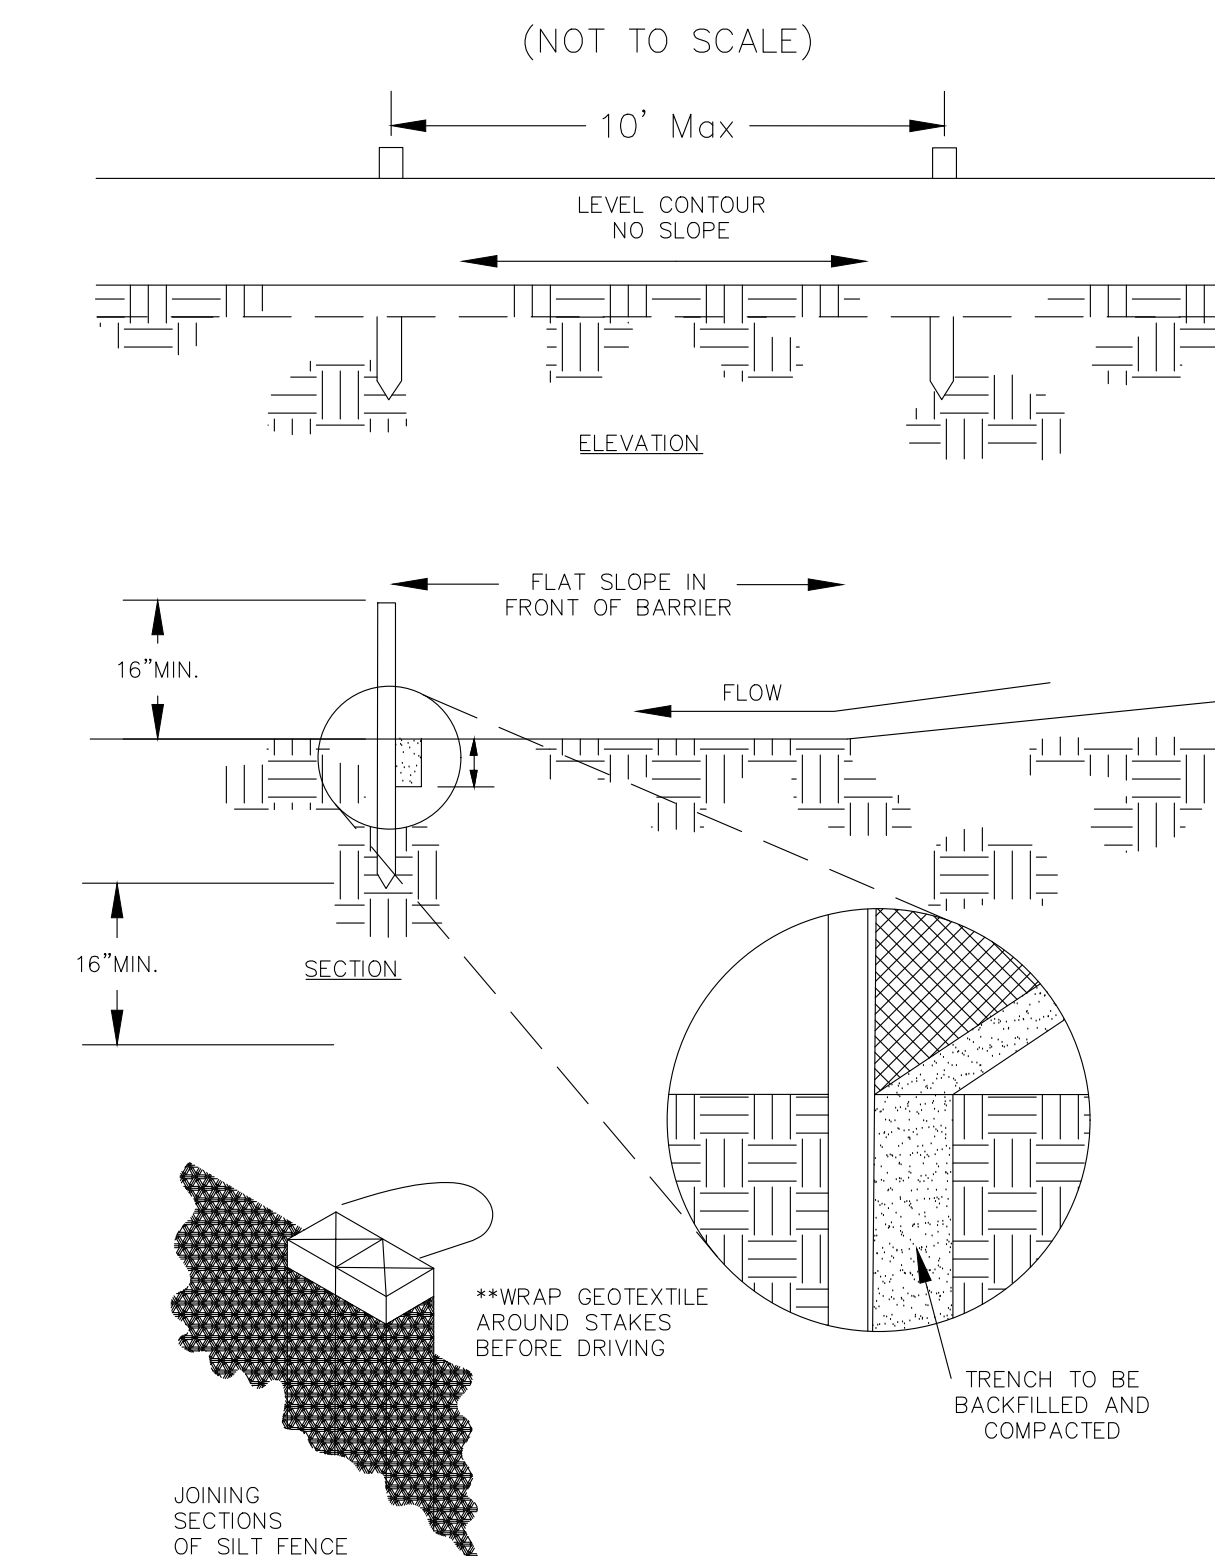 (NOT TO SCALE)
10' Max
LEVEL CONTOUR
NO SLOPE
ELEVATION
FLAT SLOPE IN
FRONT OF BARRIER
16"MIN.
FLOW
16"MIN.
SECTION
**WRAP GEOTEXTILE
AROUND STAKES
BEFORE DRIVING
TRENCH TO BE
BACKFILLED AND
COMPACTED
JOINING
SECTIONS
OF SILT FENCE